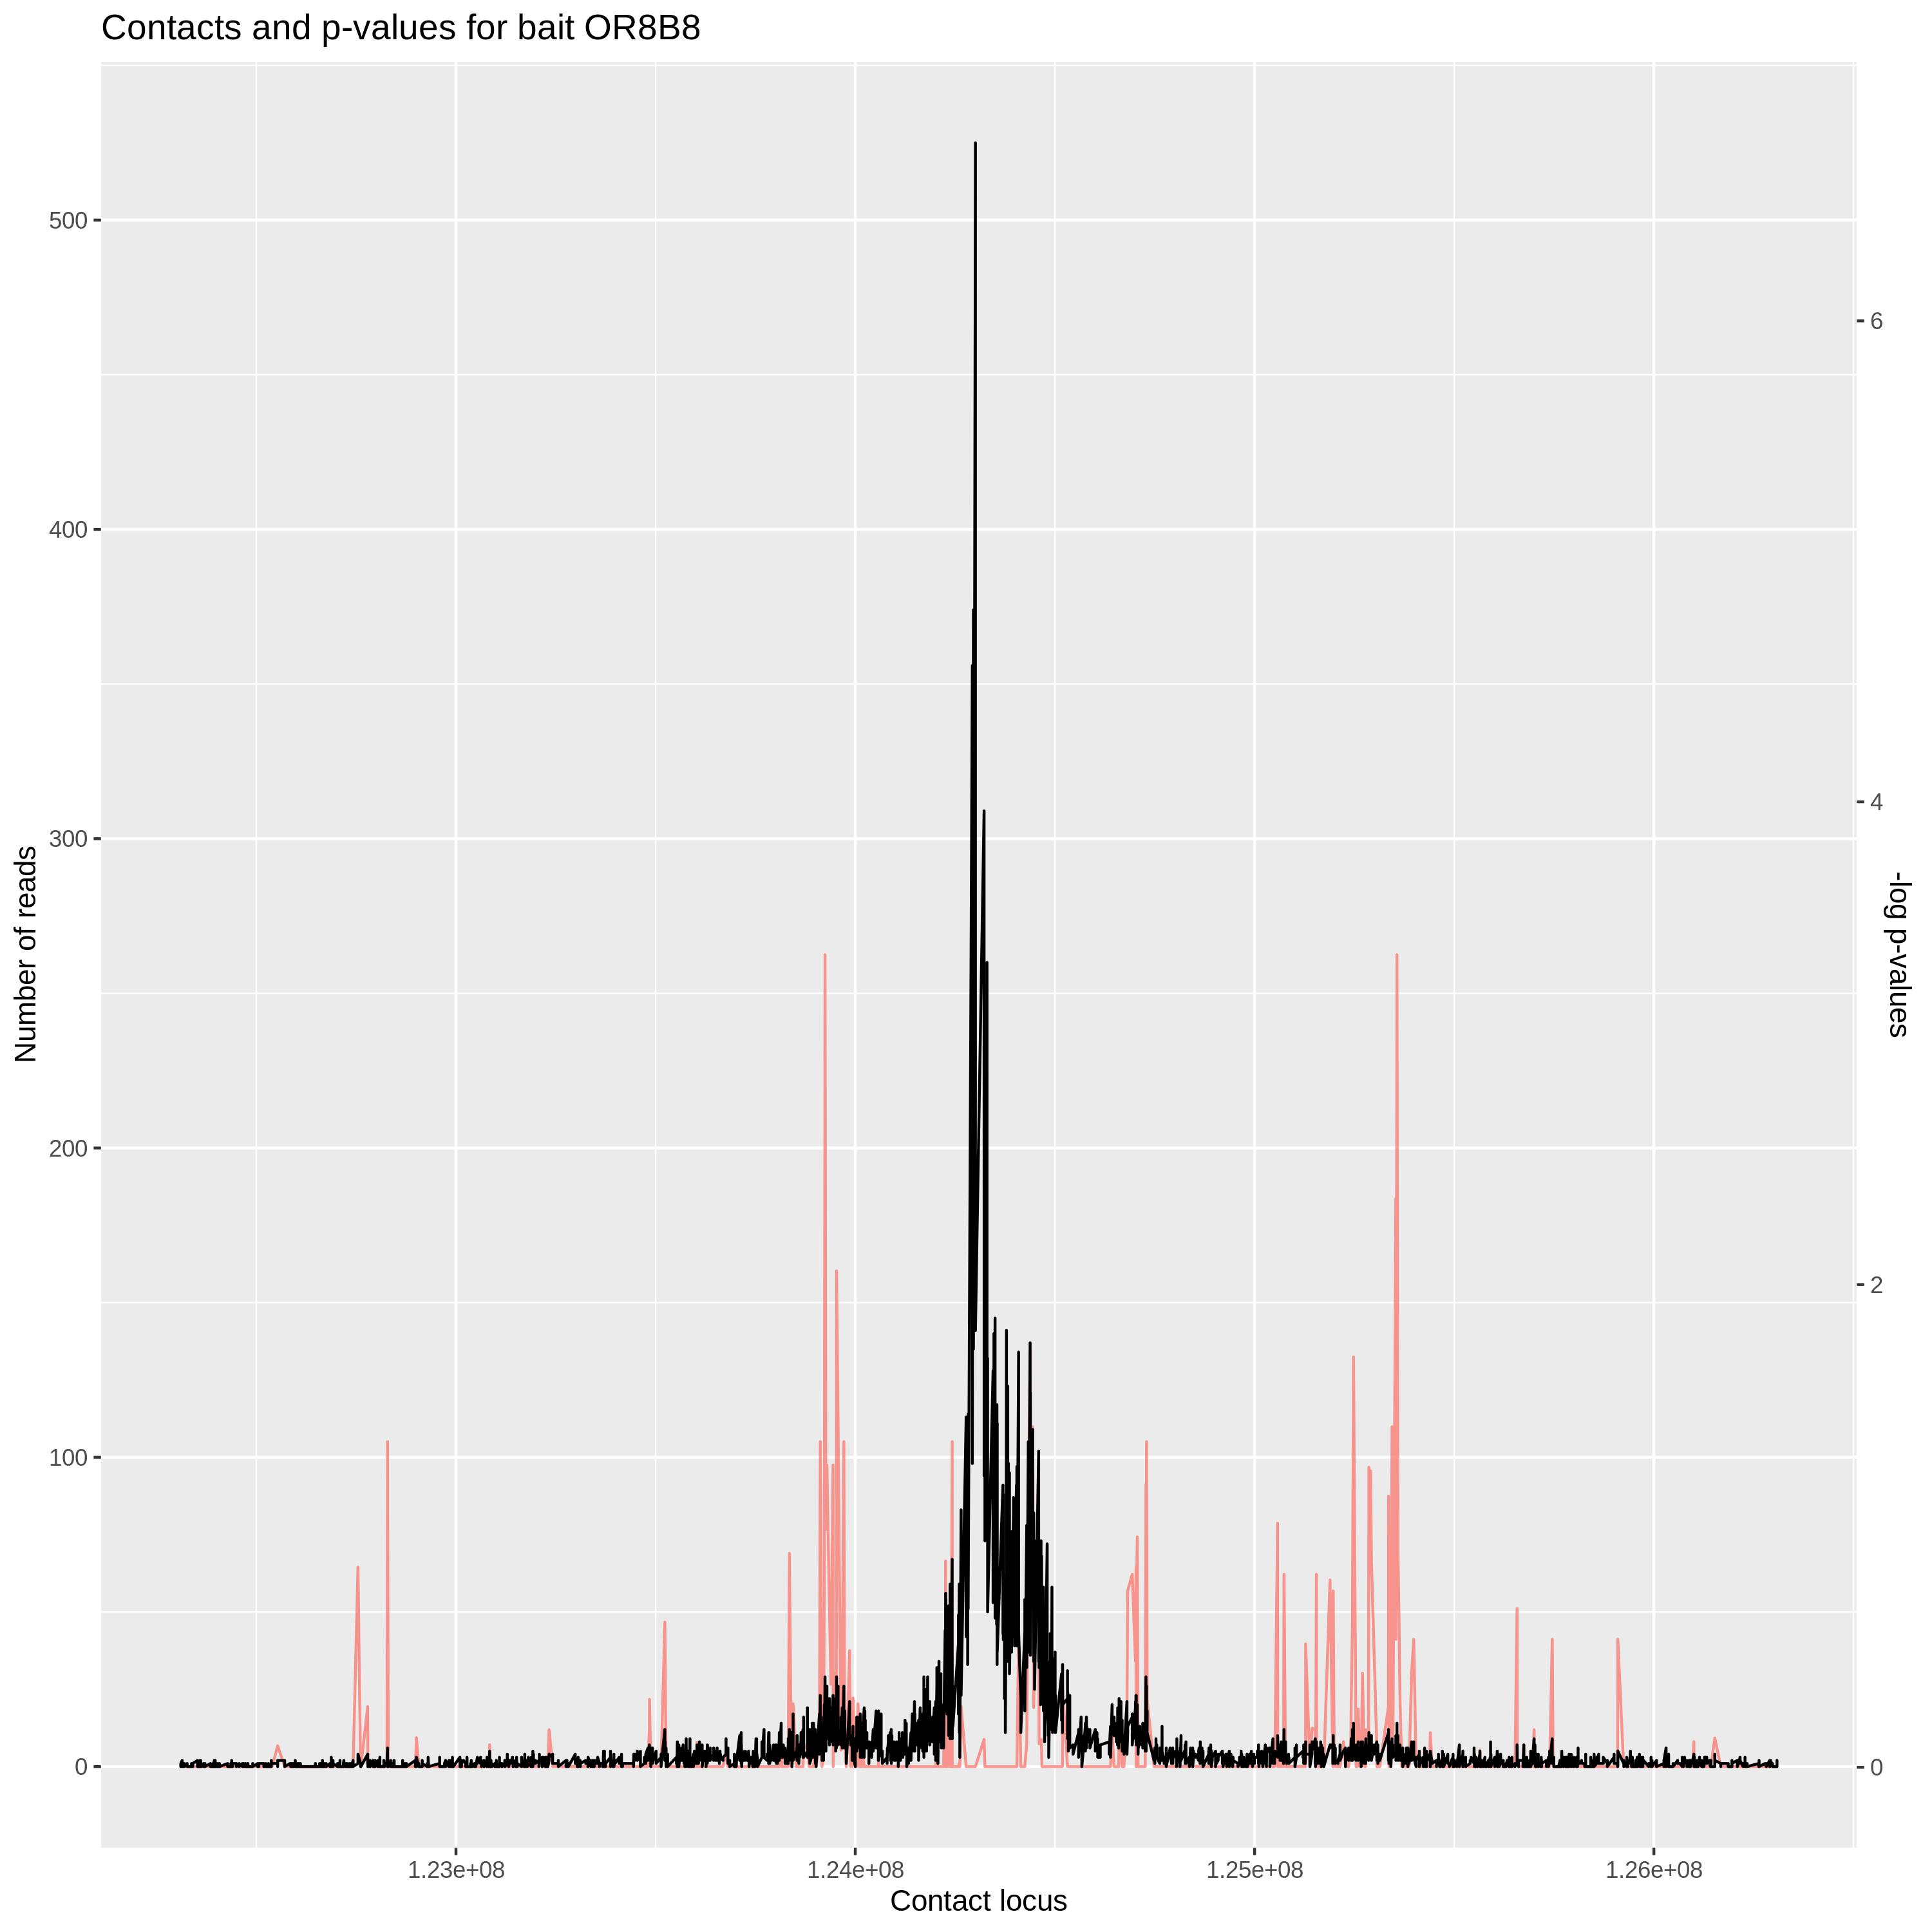 Contacts and p-values for bait OR8B8
500
400
300
200
100
0
Number of reads
6
4
2
0
-log p-values
1.23e+08
1.24e+08
1.25e+08
1.26e+08
Contact locus